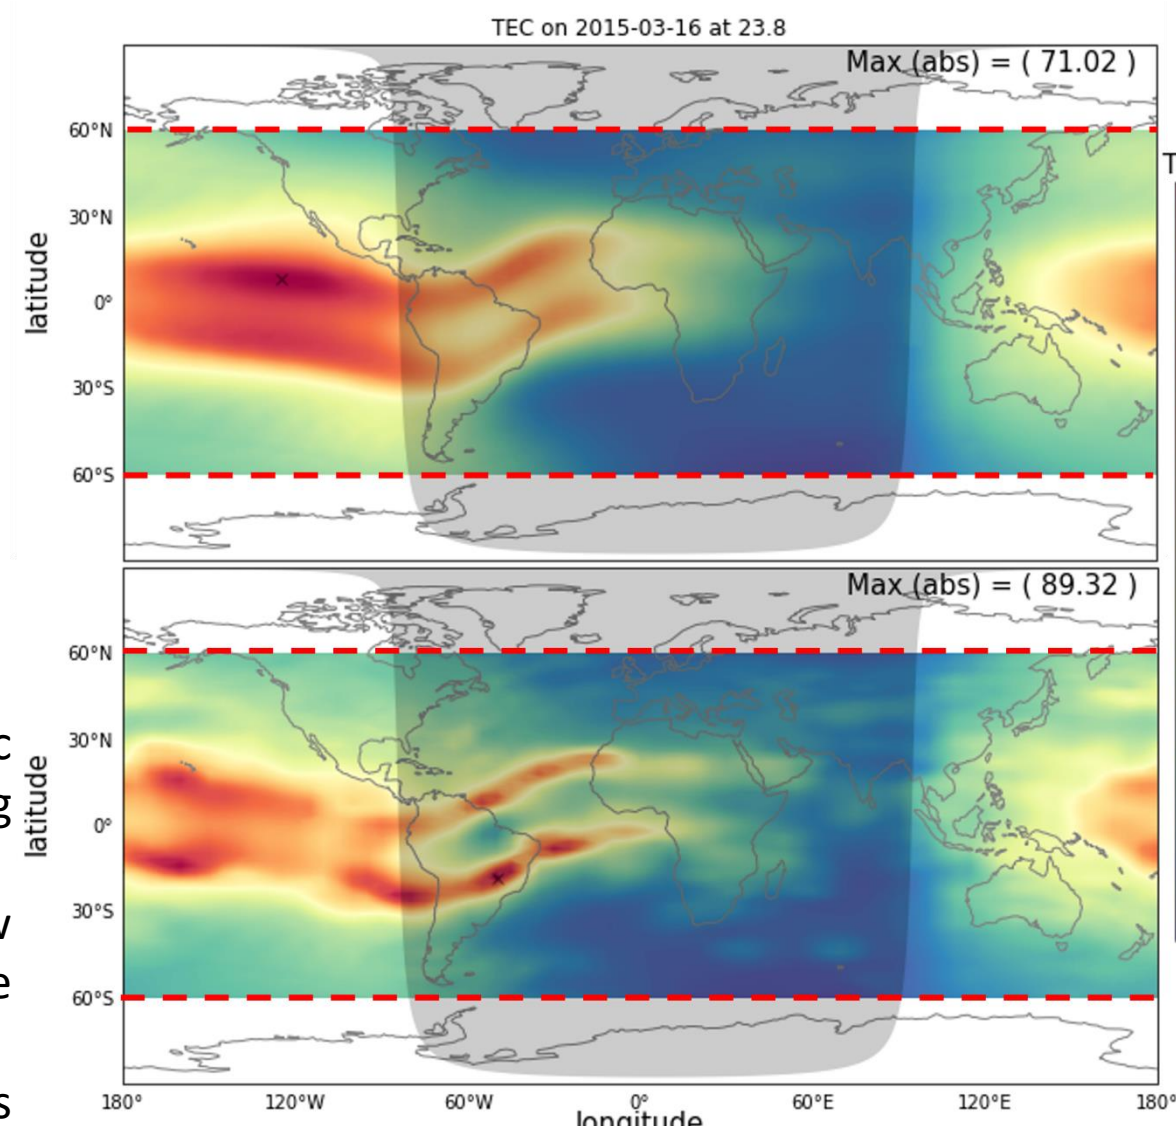 TEC on 2015-03-16 at 23.8
Max (abs) = ( 71.02 )
60°N
30°N
0°
30°S
60°S
latitude
T
Max (abs) = ( 89.32 )
60°N
30°N
0°
30°S
60°S
latitude
c
g
e
s
180°
120°W
60°W
0°
60°E
120°E
180°
longitude